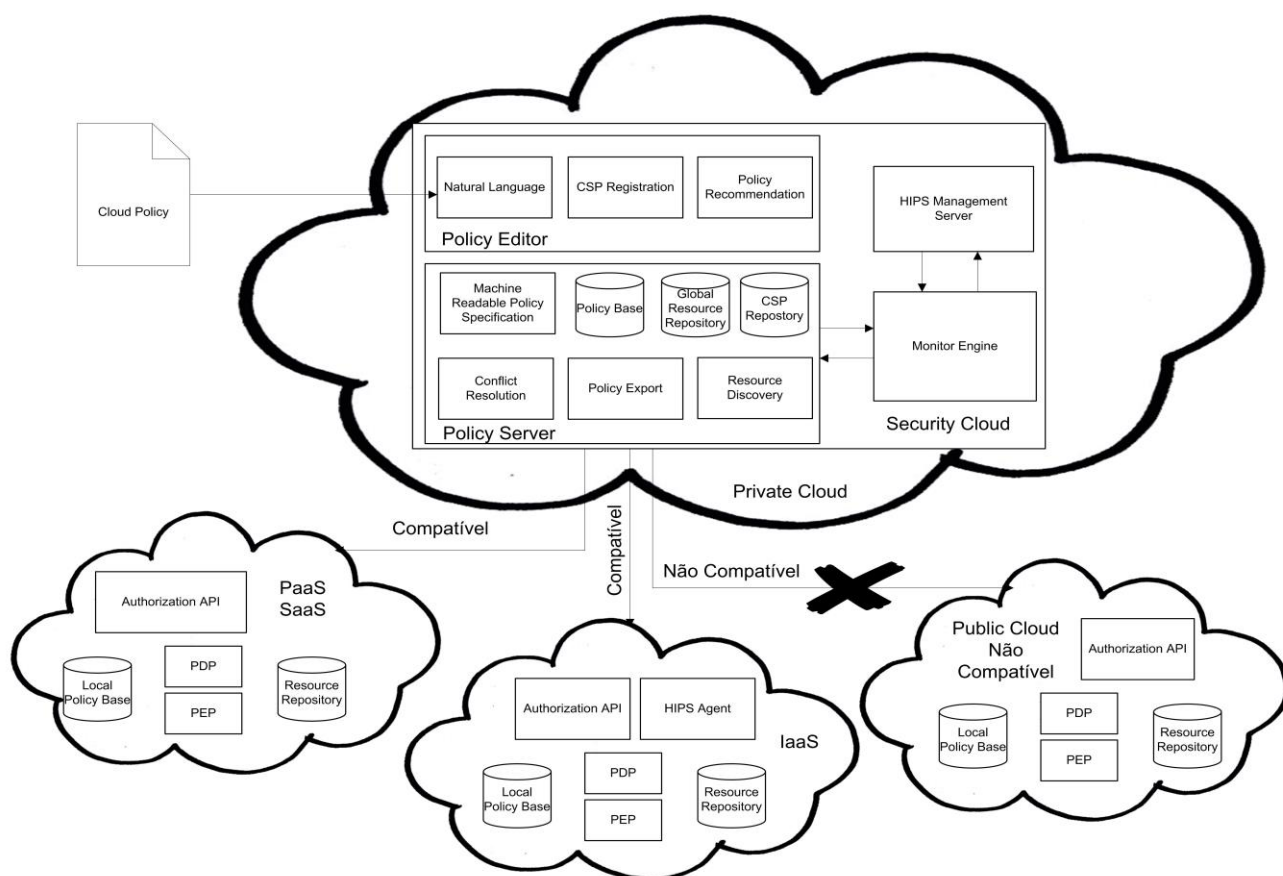 Cloud Policy
Natural Language
CSP Registration
Policy
Recommendation
Policy Editor
HIPS Management
Server
Machine
Readable Policy
Specification
Policy Base
Global
Resource
Repository
CSP
Repostory
Monitor Engine
Conflict
Resolution
Policy Export
Resource
Discovery
Policy Server
Security Cloud
Private Cloud
Compatível
Compatível
Não Compatível
Authorization API
PaaS
SaaS
Local
Policy Base
PDP
PEP
Resource
Repository
Authorization API
HIPS Agent
IaaS
Local
Policy Base
PDP
PEP
Resource
Repository
Public Cloud
Não
Compatível
Authorization API
Local
Policy Base
PDP
PEP
Resource
Repository